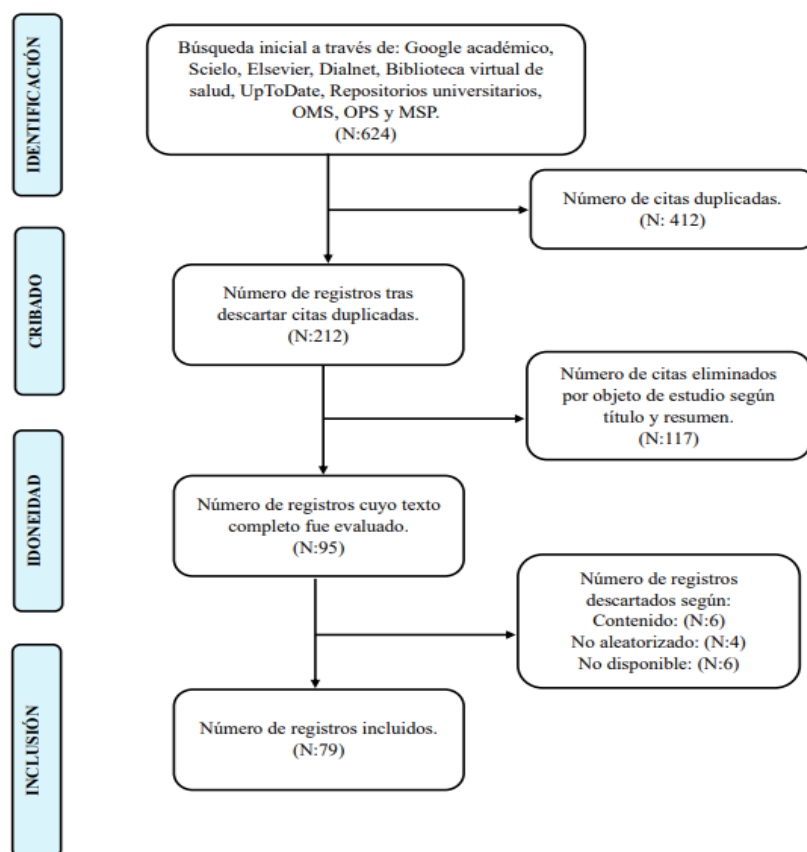 IDENTIFICACIÓN
Búsqueda inicial a través de: Google académico,
Scielo, Elsevier, Dialnet, Biblioteca virtual de
salud, UpToDate, Repositorios universitarios,
OMS, OPS y MSP.
(N:624)
Número de citas duplicadas.
(N: 412)
CRIBADO
Número de registros tras
descartar citas duplicadas.
(N:212)
Número de citas eliminados
por objeto de estudio según
título y resumen.
(N:117)
IDONEIDAD
Número de registros cuyo texto
completo fue evaluado.
(N:95)
Número de registros
descartados según:
Contenido: (N:6)
No aleatorizado: (N:4)
No disponible: (N:6)
INCLUSIÓN
Número de registros incluidos.
(N:79)